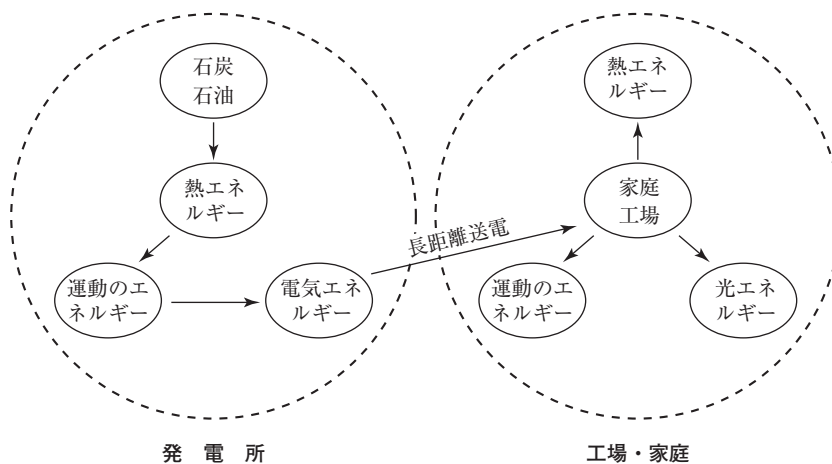 石炭
石油
熱エネ
ルギー
運動のエ
ネルギー
電気エネ
ルギー
長距離送電
熱エネ
ルギー
家庭
工場
運動のエ
ネルギー
光エネ
ルギー
発電所
工場・家庭